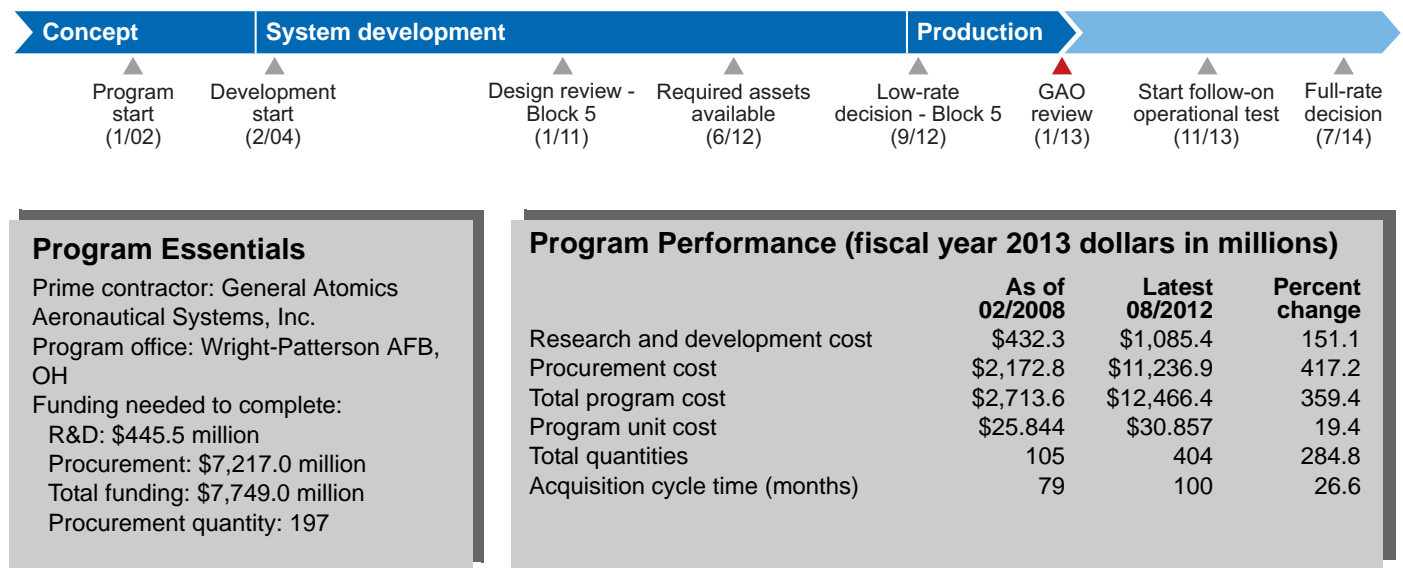 Concept System development Production
Program start (1/02)
Development start (2/04)
Design review - Block 5 (1/11)
Required assets available (6/12)
Low-rate decision - Block 5 (9/12)
GAO review (1/13)
Start follow-on operational test (11/13)
Full-rate decision (7/14)
Program Essentials
Prime contractor: General Atomics
Aeronautical Systems, Inc.
Program office: Wright-Patterson AFB,
OH
Funding needed to complete:
R&D: $445.5 million
Procurement: $7,217.0 million
Total funding: $7,749.0 million
Procurement quantity: 197
Program Performance (fiscal year 2013 dollars in millions)
As of 02/2008 Latest 08/2012 Percent change
Research and development cost $432.3 $1,085.4 151.1
Procurement cost $2,172.8 $11,236.9 417.2
Total program cost $2,713.6 $12,466.4 359.4
Program unit cost $25.844 $30.857 19.4
Total quantities 105 404 284.8
Acquisition cycle time (months) 79 100 26.6